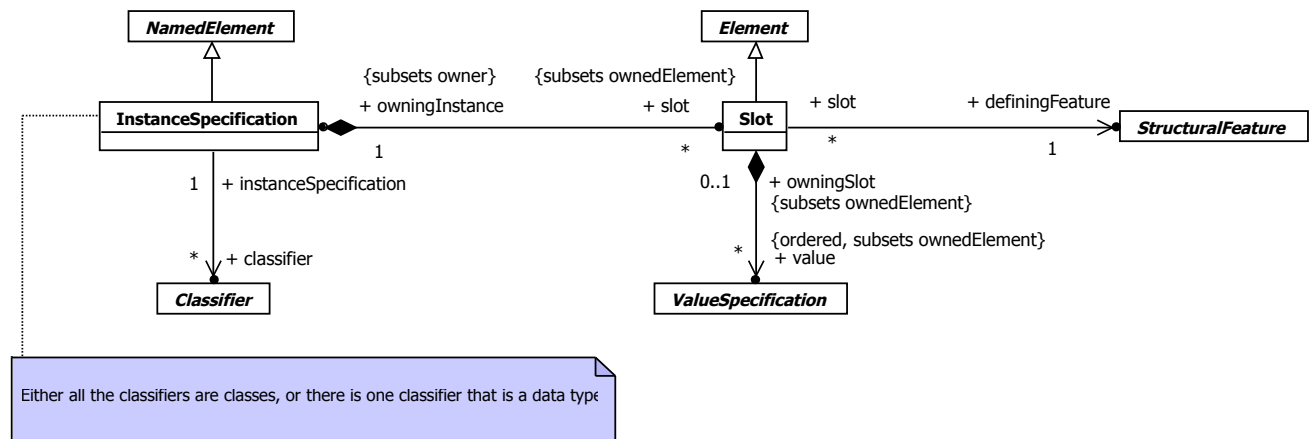 NamedElement
Element
{subsets owner}
{subsets ownedElement}
+ owningInstance
+ slot
+ slot
+ definingFeature
InstanceSpecification
Slot
StructuralFeature
1
*
*
1
1
+ instanceSpecification
0..1
+ owningSlot
{subsets ownedElement}
{ordered, subsets ownedElement}
*
+ classifier
*
+ value
Classifier
ValueSpecification
Either all the classifiers are classes, or there is one classifier that is a data type